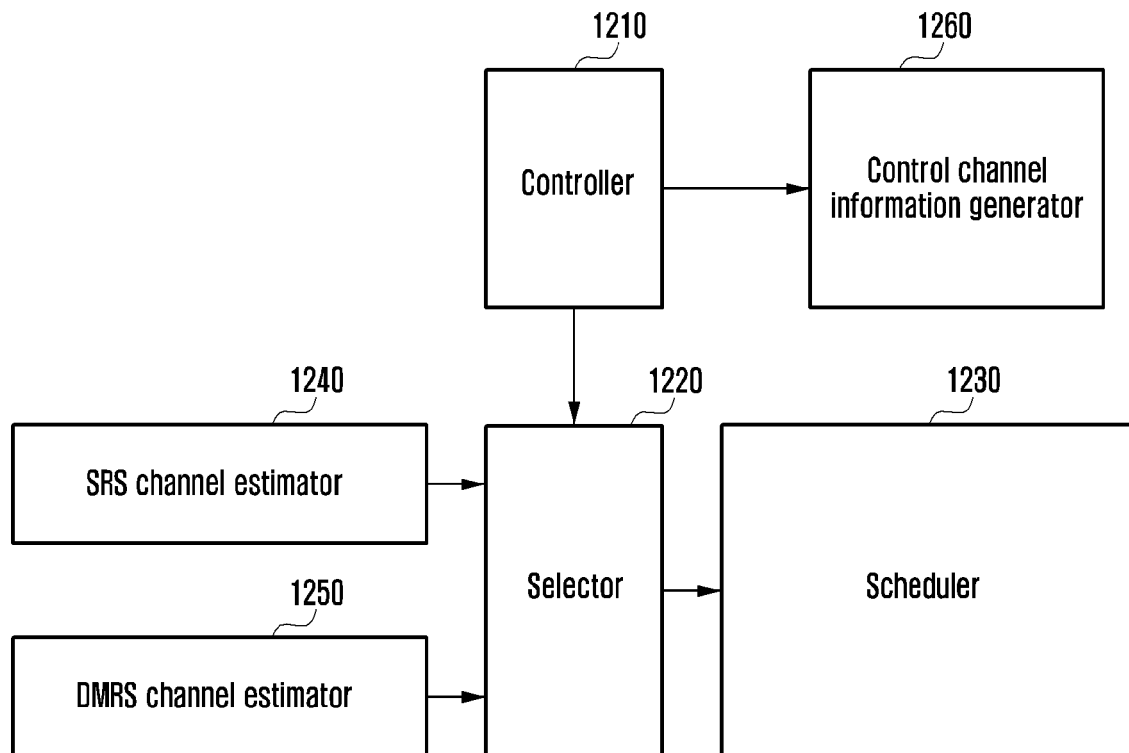 1210
1260
Controller
Control channel
information generator
1240
1220
1230
SRS channel estimator
Selector
Scheduler
1250
DMRS channel estimator